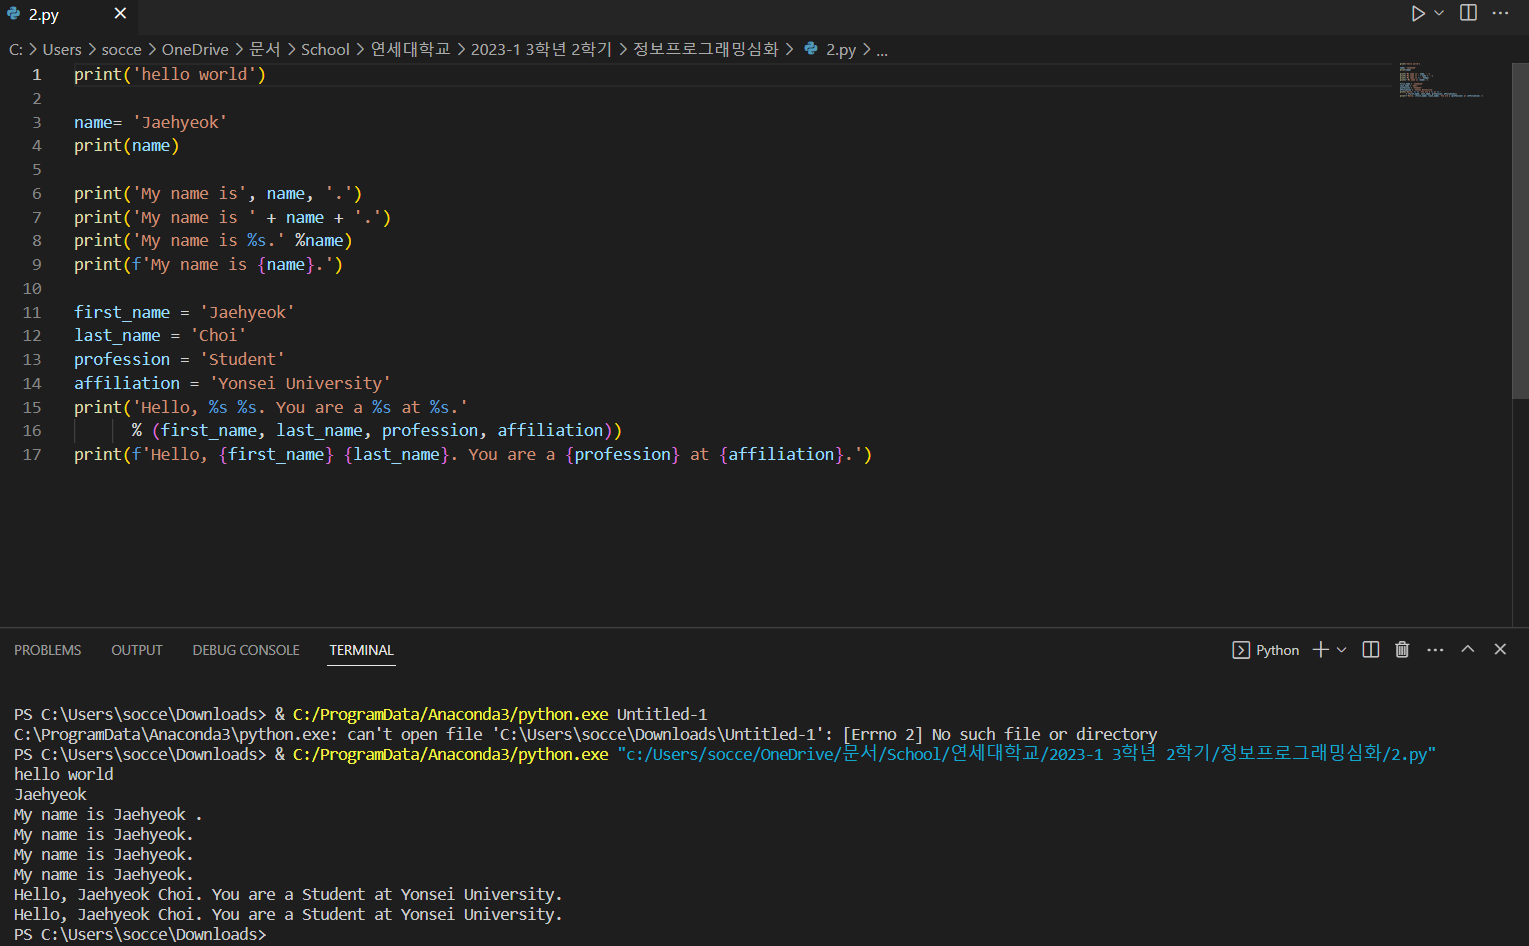 2.py
C: > Users > socce > OneDrive > 문서 > School > 연세대학교 > 2023-1 3학년 2학기 > 정보프로그래밍심화 > 2.py > ...
1 print('hello world')
2
3 name= 'Jaehyeok'
4 print(name)
5
6 print('My name is', name, '.')
7 print('My name is ' + name + '.')
8 print('My name is %s.' %name)
9 print(f'My name is {name}.')
10
11 first_name = 'Jaehyeok'
12 last_name = 'Choi'
13 profession = 'Student'
14 affiliation = 'Yonsei University'
15 print('Hello, %s %s. You are a %s at %s.'
16       % (first_name, last_name, profession, affiliation))
17 print(f'Hello, {first_name} {last_name}. You are a {profession} at {affiliation}.')
PROBLEMS OUTPUT DEBUG CONSOLE TERMINAL Python
PS C:\Users\socce\Downloads> & C:/ProgramData/Anaconda3/python.exe Untitled-1
C:\ProgramData\Anaconda3\python.exe: can't open file 'C:\Users\socce\Downloads\Untitled-1': [Errno 2] No such file or directory
PS C:\Users\socce\Downloads> & C:/ProgramData/Anaconda3/python.exe "c:/Users/socce/OneDrive/문서/School/연세대학교/2023-1 3학년 2학기/정보프로그래밍심화/2.py"
hello world
Jaehyeok
My name is Jaehyeok .
My name is Jaehyeok.
My name is Jaehyeok.
My name is Jaehyeok.
Hello, Jaehyeok Choi. You are a Student at Yonsei University.
Hello, Jaehyeok Choi. You are a Student at Yonsei University.
PS C:\Users\socce\Downloads>